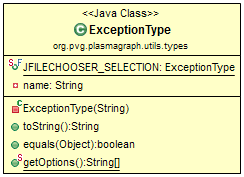 <<Java Class>>
C ExceptionType
org.pvg.plasmagraph.utils.types
S F JFILECHOOSER_SELECTION: ExceptionType
name: String
C ExceptionType(String)
toString():String
equals(Object):boolean
S getOptions():String[]